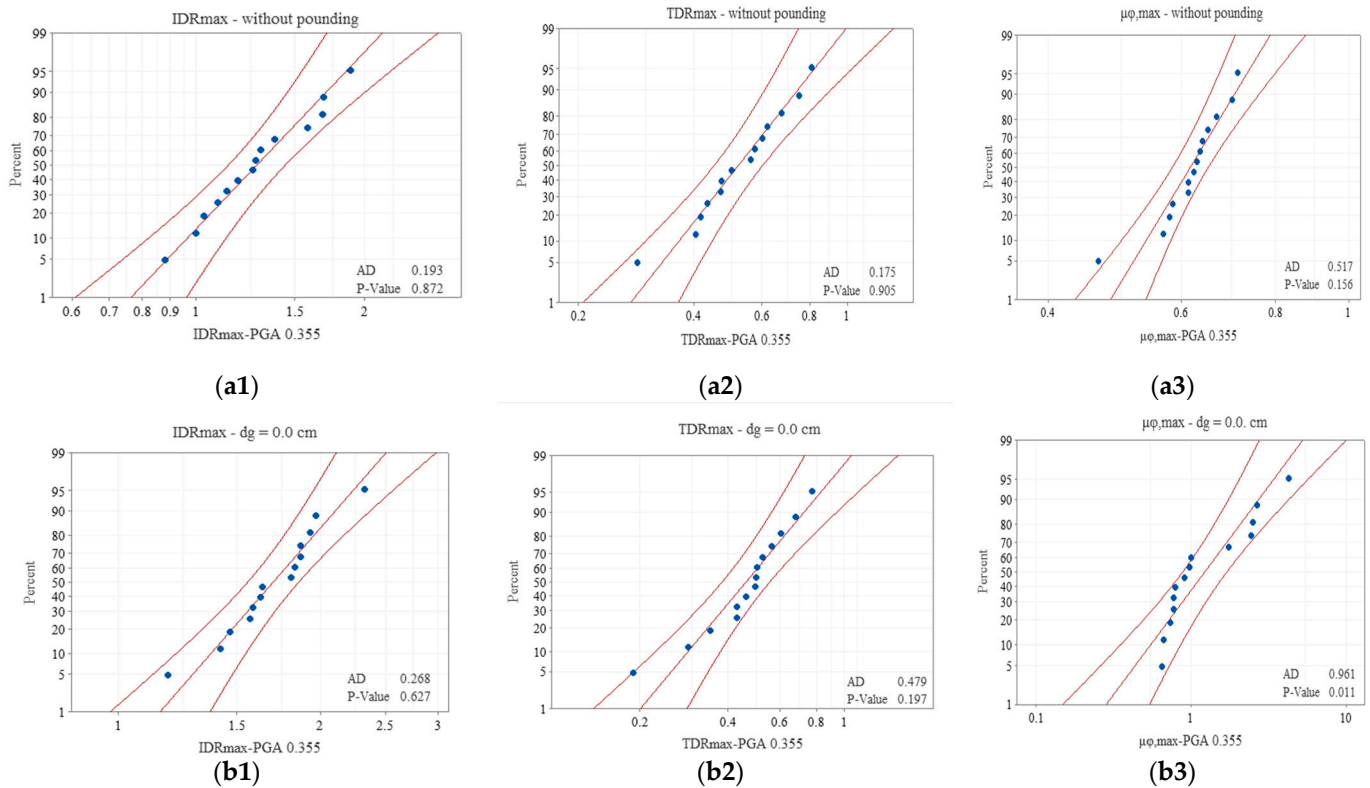 IDRmax - without pounding
99
95
90
80
70
60
50
40
30
20
10
5
1
Percent
AD 0.193
P-Value 0.872
0.6 0.7 0.8 0.9 1 1.5 2
IDRmax-PGA 0.355
(a1)
TDRmax - witnout pounding
99
95
90
80
70
60
50
40
30
20
10
5
1
Percent
AD 0.175
P-Value 0.905
0.2 0.4 0.6 0.8 1
TDRmax-PGA 0.355
(a2)
μφ,max - without pounding
99
95
90
80
70
60
50
40
30
20
10
5
1
Percent
AD 0.517
P-Value 0.156
0.4 0.6 0.8 1
μφ,max-PGA 0.355
(a3)
IDRmax - dg = 0.0 cm
99
95
90
80
70
60
50
40
30
20
10
5
1
Percent
AD 0.268
P-Value 0.627
1 1.5 2 3
IDRmax-PGA 0.355
(b1)
TDRmax - dg = 0.0 cm
99
95
90
80
70
60
50
40
30
20
10
5
1
Percent
AD 0.479
P-Value 0.197
0.2 0.4 0.6 0.8 1
TDRmax-PGA 0.355
(b2)
μφ,max - dg = 0.0. cm
99
95
90
80
70
60
50
40
30
20
10
5
1
Percent
AD 0.961
P-Value 0.011
0.1 1 10
μφ,max-PGA 0.355
(b3)